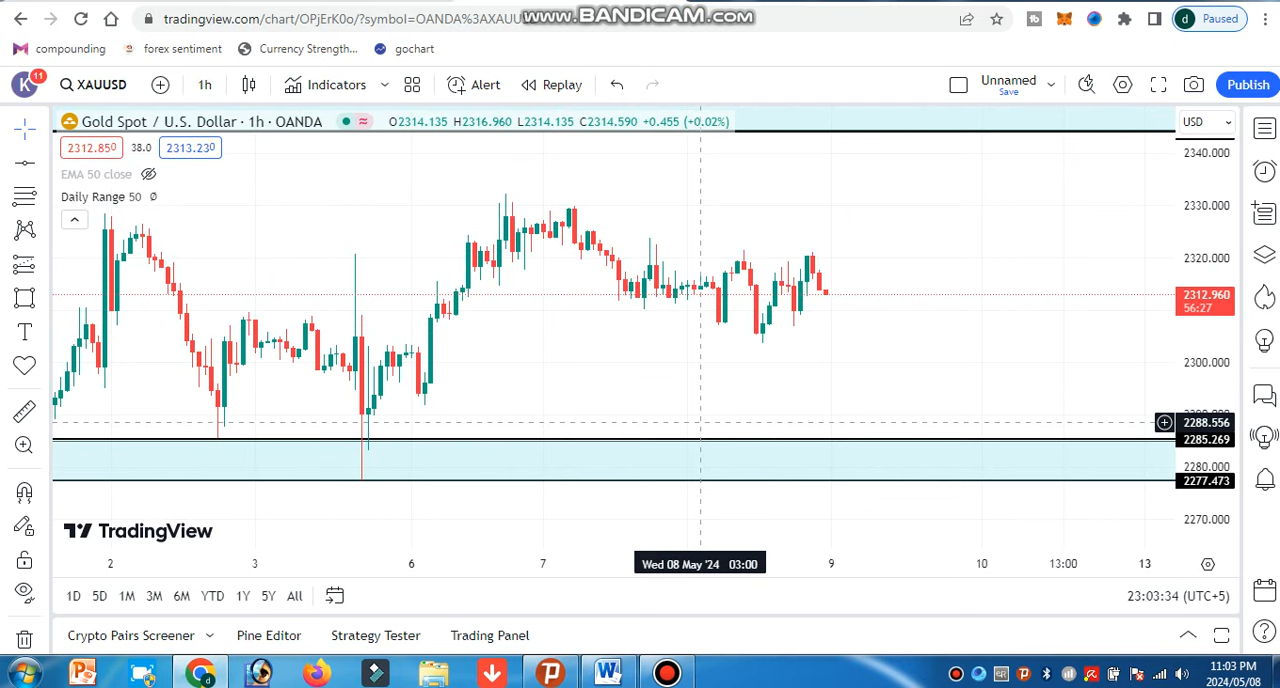 tradingview.com/chart/OPjErK0o/?symbol=OANDA%3AXAUU
www.BANDICAM.com
d Paused
compounding forex sentiment Currency Strength... gochart
K 11 XAUUSD 1h Indicators Alert Replay Unnamed Save Publish
Gold Spot / U.S. Dollar · 1h · OANDA O2314.135 H2316.960 L2314.135 C2314.590 +0.455 (+0.02%) USD
2312.850 38.0 2313.230
EMA 50 close
Daily Range 50 Ø
2340.000
2330.000
2320.000
2312.960
56:27
2300.000
2288.556
2285.269
2280.000
2277.473
2270.000
TradingView
2 3 6 7 Wed 08 May '24 03:00 9 10 13:00 13
1D 5D 1M 3M 6M YTD 1Y 5Y All 23:03:34 (UTC+5)
Crypto Pairs Screener Pine Editor Strategy Tester Trading Panel
11:03 PM
2024/05/08